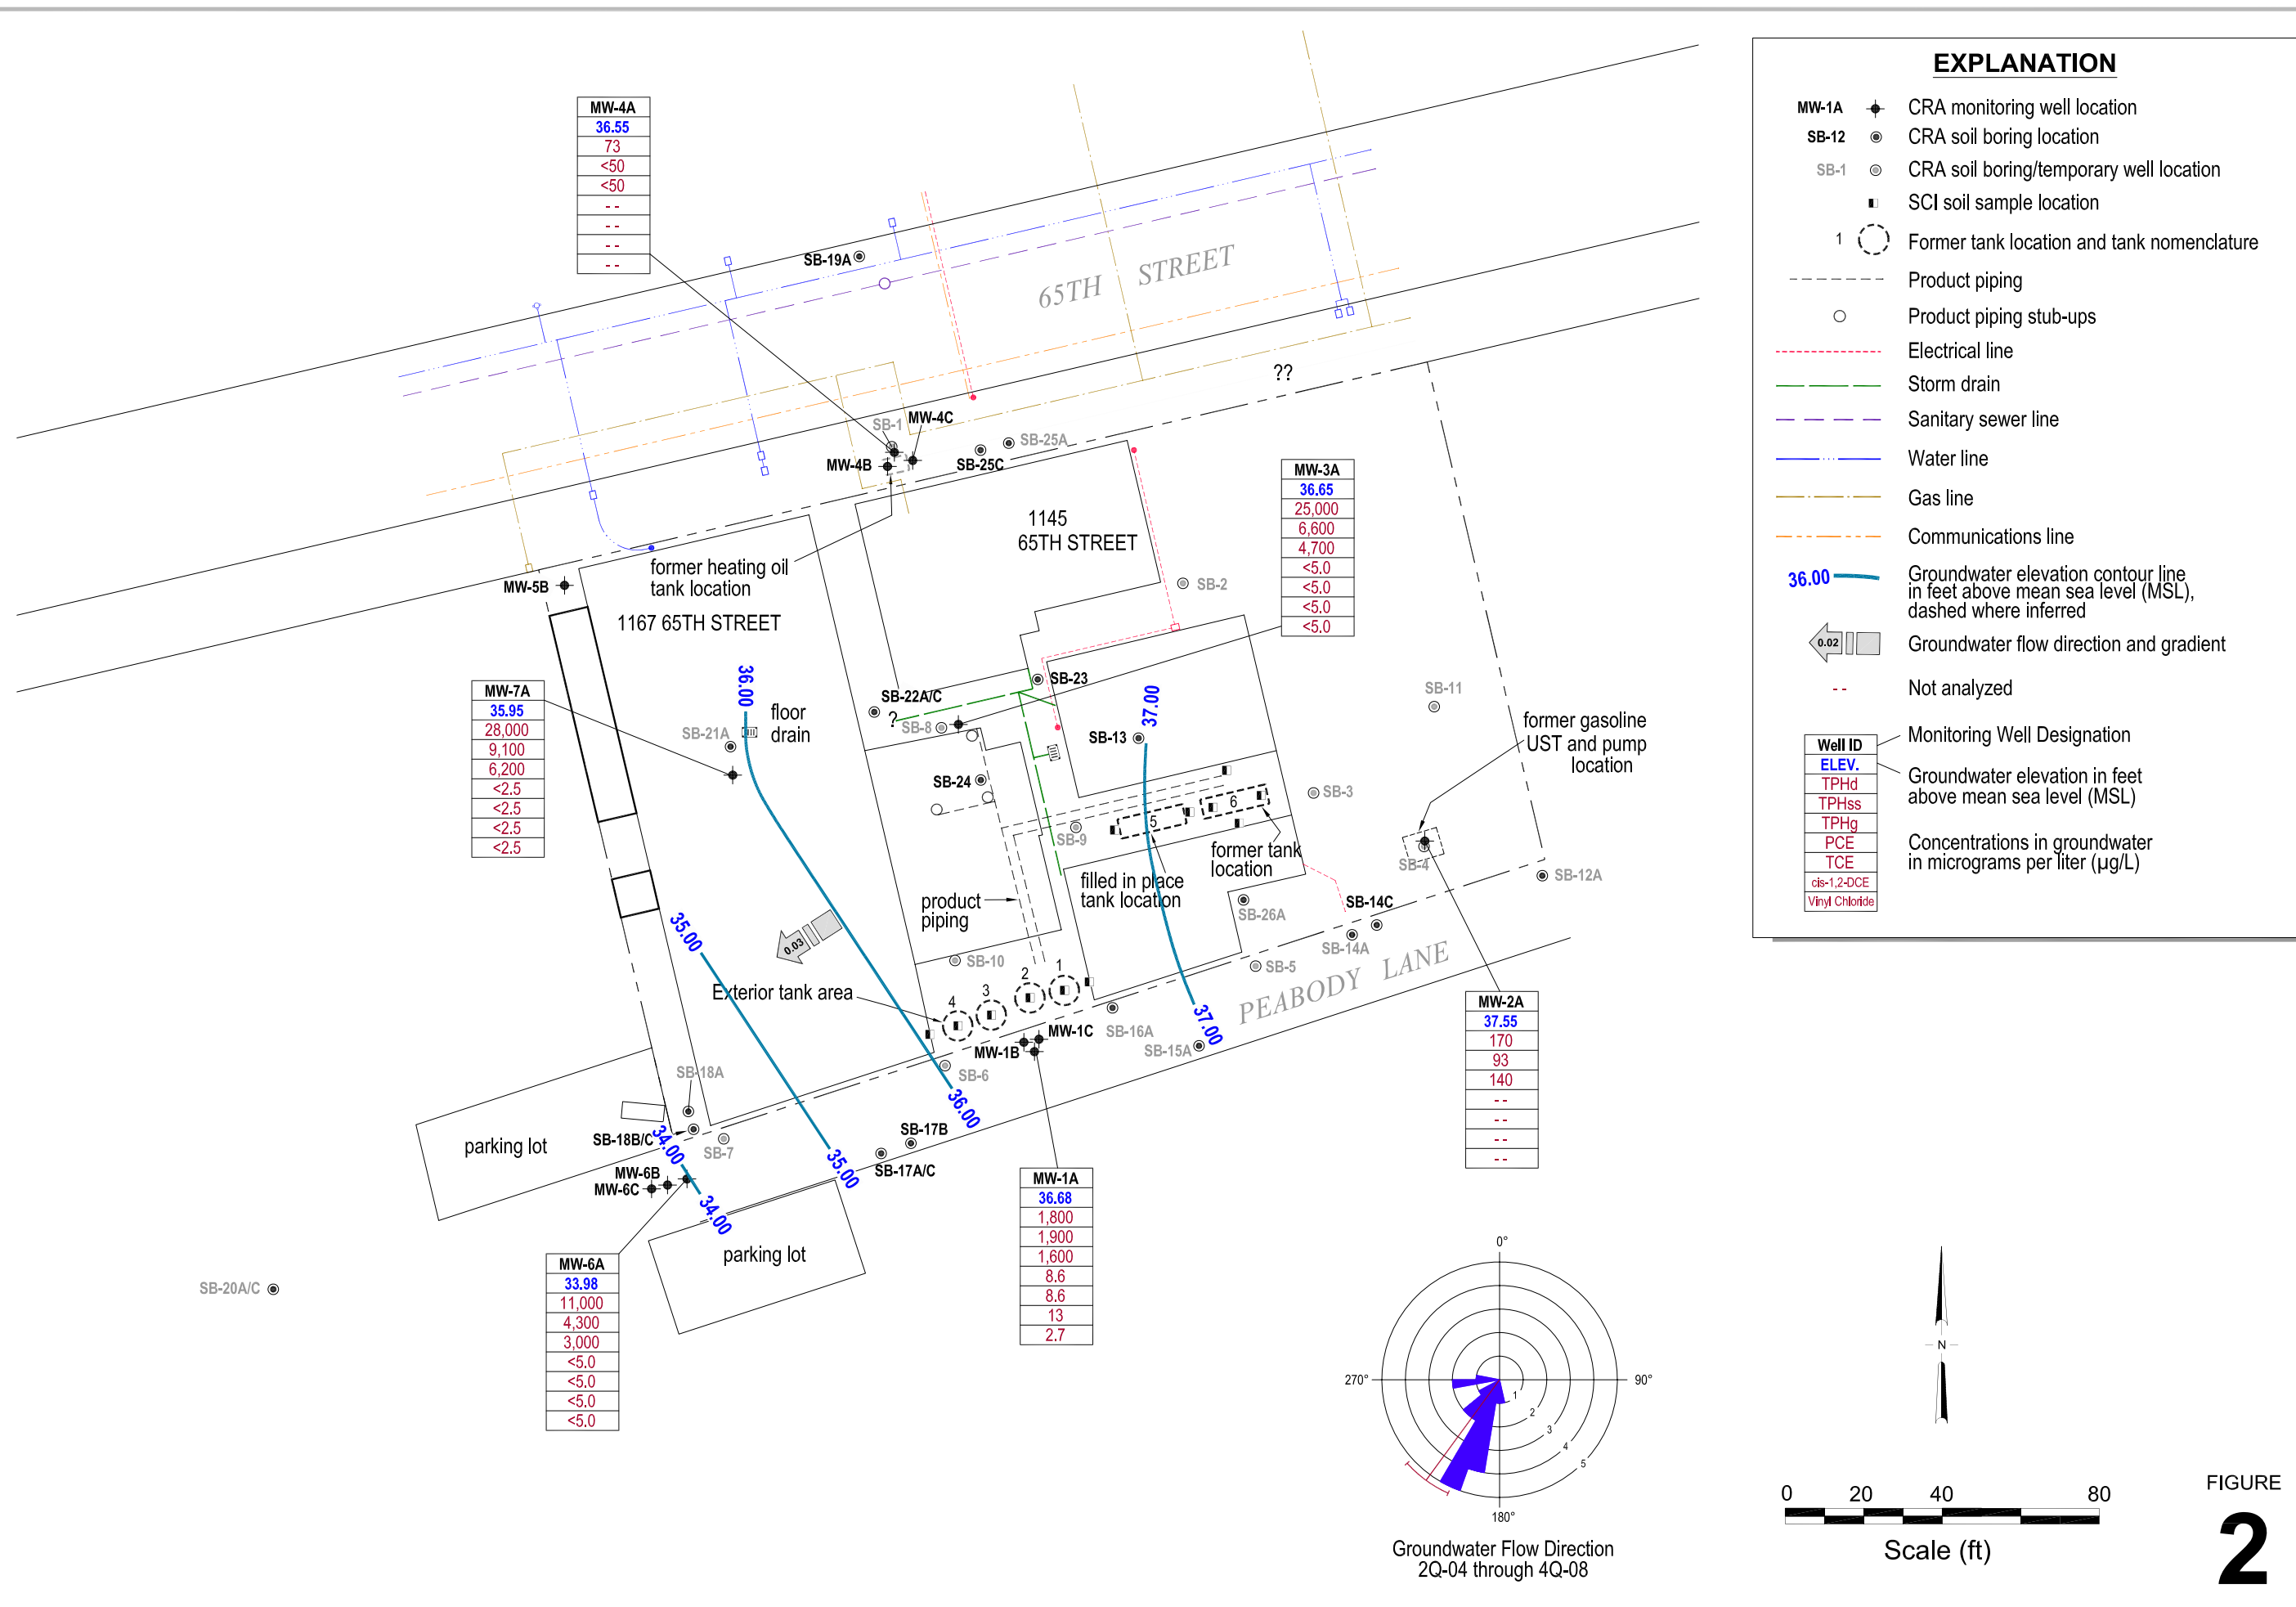 MW-4A
36.55
73
<50
<50
- -
- -
- -
- -
SB-19A
65TH STREET
??
SB-1
MW-4C
MW-4B
SB-25C
SB-25A
1145
65TH STREET
former heating oil
tank location
MW-5B
1167 65TH STREET
SB-2
MW-3A
36.65
25,000
6,600
4,700
<5.0
<5.0
<5.0
<5.0
MW-7A
35.95
28,000
9,100
6,200
<2.5
<2.5
<2.5
<2.5
36.00
floor
drain
SB-21A
SB-22A/C
?
SB-8
SB-23
37.00
SB-13
SB-24
SB-11
former gasoline
UST and pump
location
SB-3
6
5
SB-9
former tank
location
filled in place
tank location
SB-4
SB-12A
product
piping
SB-26A
SB-14C
SB-14A
35.00
0.03
SB-10
SB-5
PEABODY LANE
1
2
3
4
Exterior tank area
MW-1C
MW-1B
SB-16A
SB-15A
37.00
SB-6
36.00
SB-18A
SB-18B/C
34.00
SB-7
SB-17B
SB-17A/C
35.00
parking lot
MW-6B
MW-6C
34.00
parking lot
MW-2A
37.55
170
93
140
- -
- -
- -
- -
MW-1A
36.68
1,800
1,900
1,600
8.6
8.6
13
2.7
MW-6A
33.98
11,000
4,300
3,000
<5.0
<5.0
<5.0
<5.0
SB-20A/C
0°
90°
180°
270°
1
2
3
4
5
Groundwater Flow Direction
2Q-04 through 4Q-08
EXPLANATION
MW-1A CRA monitoring well location
SB-12 CRA soil boring location
SB-1 CRA soil boring/temporary well location
SCI soil sample location
1 Former tank location and tank nomenclature
Product piping
Product piping stub-ups
Electrical line
Storm drain
Sanitary sewer line
Water line
Gas line
Communications line
36.00 Groundwater elevation contour line
in feet above mean sea level (MSL),
dashed where inferred
0.02 Groundwater flow direction and gradient
- - Not analyzed
Well ID
ELEV.
TPHd
TPHss
TPHg
PCE
TCE
cis-1,2-DCE
Vinyl Chloride
Monitoring Well Designation
Groundwater elevation in feet
above mean sea level (MSL)
Concentrations in groundwater
in micrograms per liter (µg/L)
N
0 20 40 80
Scale (ft)
FIGURE
2